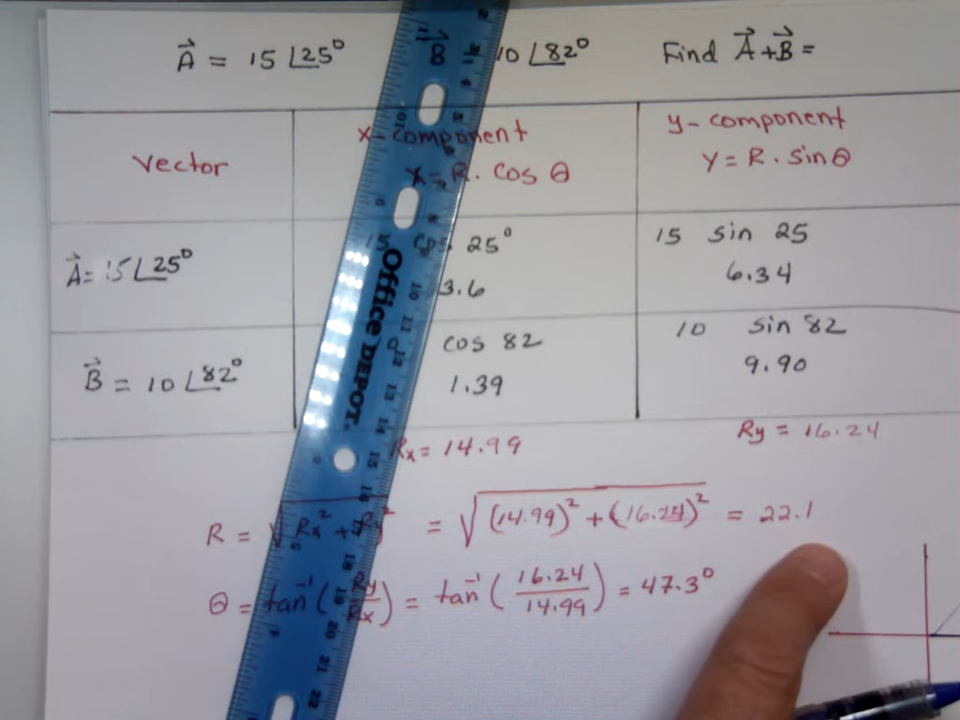 A⃗ = 15 ∠25° B⃗ 10 ∠82° Find A⃗+B⃗ =
vector
x-component
x = R . cos θ
y-component
y = R . sin θ
A⃗ = 15∠25°
25°
3.6
15 sin 25
6.34
B⃗ = 10 ∠82°
cos 82
1.39
10 sin 82
9.90
Rx = 14.99
Ry = 16.24
R = √Rx² + Ry² = √(14.99)² + (16.24)² = 22.1
θ = tan⁻¹ (Ry/Rx) = tan⁻¹ (16.24/14.99) = 47.3°
Office DEPOT.